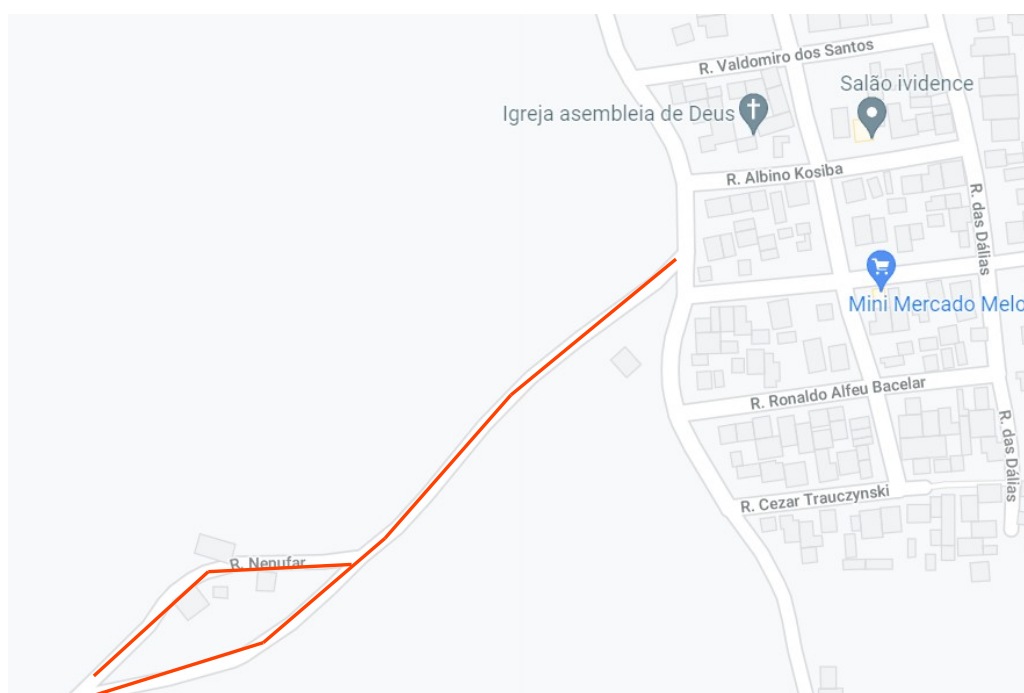 R. Valdomiro dos Santos
Salão ividence
Igreja asembleia de Deus
R. Albino Kosiba
R. das Dálias
Mini Mercado Melo
R. Ronaldo Alfeu Bacelar
R. das Dálias
R. Cezar Trauczynski
R. Nenufar